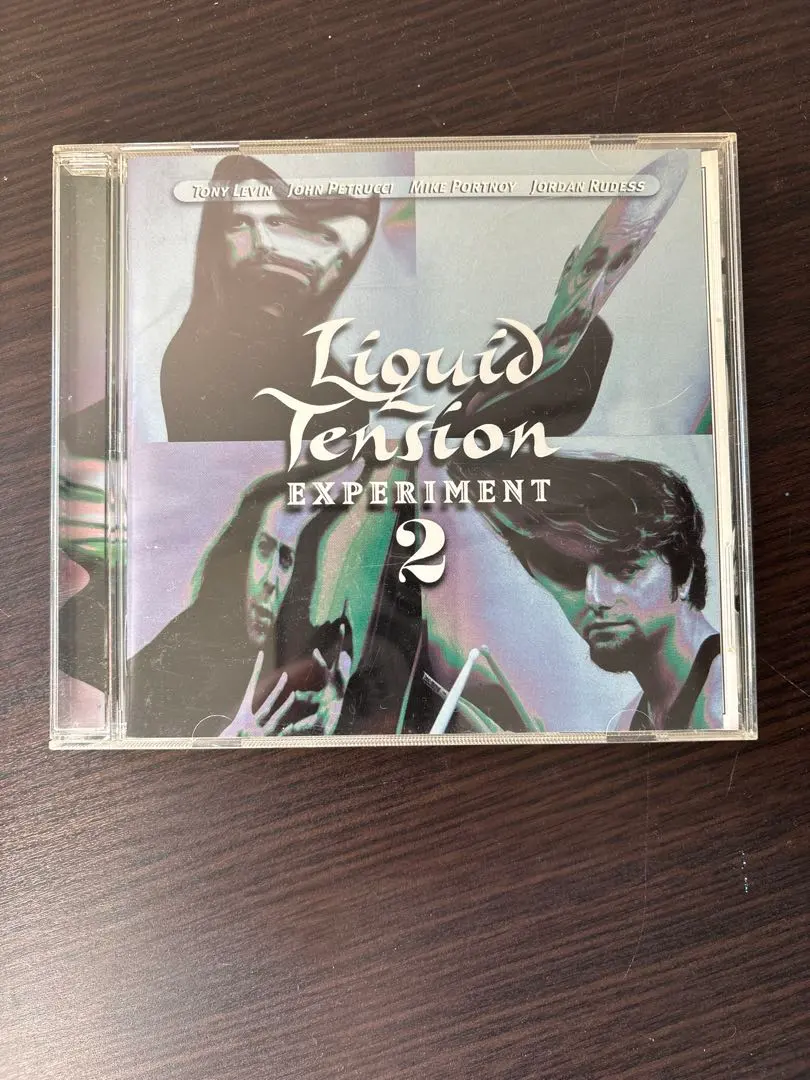 TONY LEVIN JOHN PETRUCCI MIKE PORTNOY JORDAN RUDESS
Liquid
Tension
EXPERIMENT
2